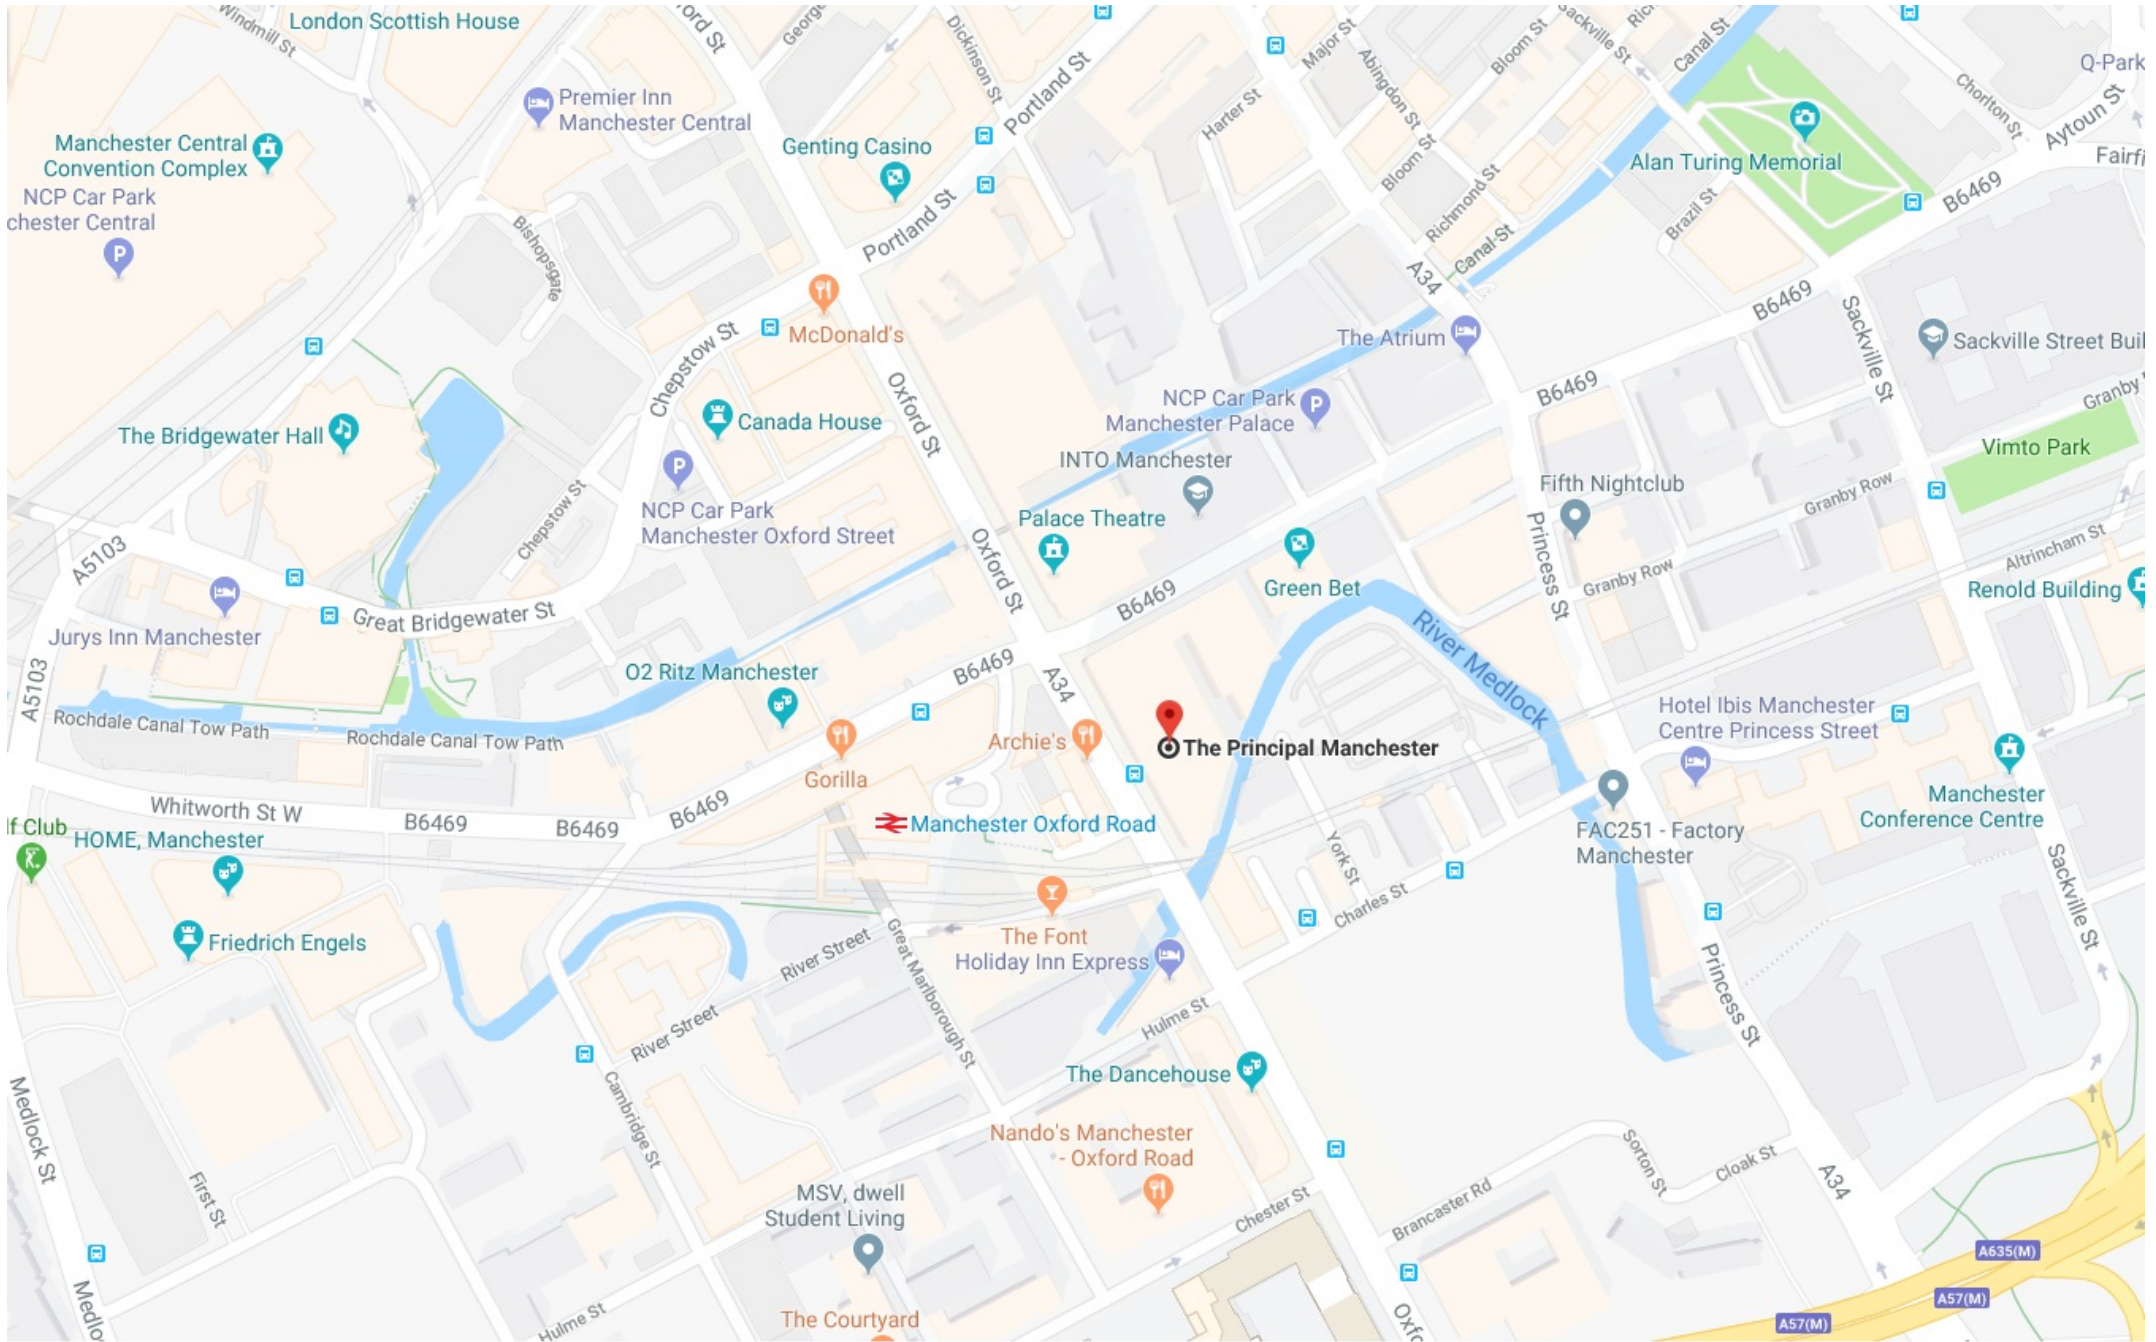 London Scottish House
Windmill St
ord St
George
Dickinson St
Portland St
Major St
Abingdon St
Bloom St
Sackville St
Canal St
Q-Park
Premier Inn
Manchester Central
Manchester Central
Convention Complex
Genting Casino
Harter St
Bloom St
Chorlton St
Aytoun St
Fairfi
Alan Turing Memorial
NCP Car Park
chester Central
P
Bishopsgate
Portland St
Richmond St
Canal St
Brazil St
B6469
A34
B6469
Sackville St
McDonald's
Chepstow St
The Atrium
Sackville Street Buil
Oxford St
NCP Car Park
Manchester Palace
P
B6469
Granby
The Bridgewater Hall
Canada House
INTO Manchester
Vimto Park
P
Fifth Nightclub
Granby Row
NCP Car Park
Manchester Oxford Street
Chepstow St
Palace Theatre
Princess St
Oxford St
Altrincham St
A5103
Green Bet
Granby Row
Renold Building
B6469
Great Bridgewater St
Jurys Inn Manchester
River Medlock
O2 Ritz Manchester
B6469
A34
A5103
Rochdale Canal Tow Path
Rochdale Canal Tow Path
Hotel Ibis Manchester
Centre Princess Street
Archie's
The Principal Manchester
Gorilla
Whitworth St W
B6469
B6469
B6469
Manchester Oxford Road
Manchester
Conference Centre
lf Club
HOME, Manchester
FAC251 - Factory
Manchester
York St
Charles St
Sackville St
Friedrich Engels
River Street
Great Marlborough St
The Font
Holiday Inn Express
Princess St
River Street
Hulme St
The Dancehouse
Medlock St
Cambridge St
First St
Nando's Manchester
- Oxford Road
Sorton St
Cloak St
A34
MSV, dwell
Student Living
Chester St
Brancaster Rd
A635(M)
A57(M)
A57(M)
Medlo
Hulme St
The Courtyard
Oxfo